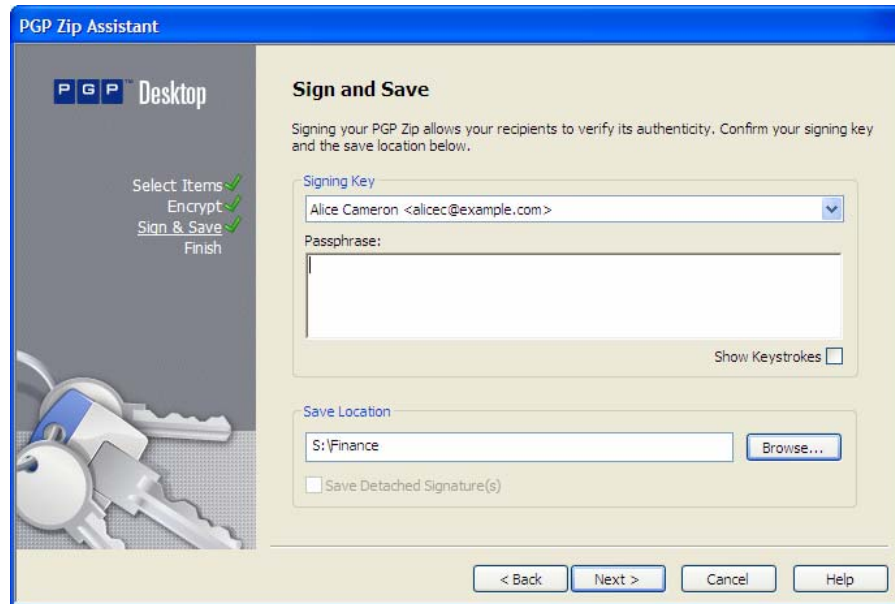 PGP Zip Assistant
PGP™ Desktop
Select Items
Encrypt
Sign & Save
Finish
Sign and Save
Signing your PGP Zip allows your recipients to verify its authenticity. Confirm your signing key
and the save location below.
Signing Key
Alice Cameron <alicec@example.com>
Passphrase:
Show Keystrokes
Save Location
S:\Finance
Browse...
Save Detached Signature(s)
< Back
Next >
Cancel
Help